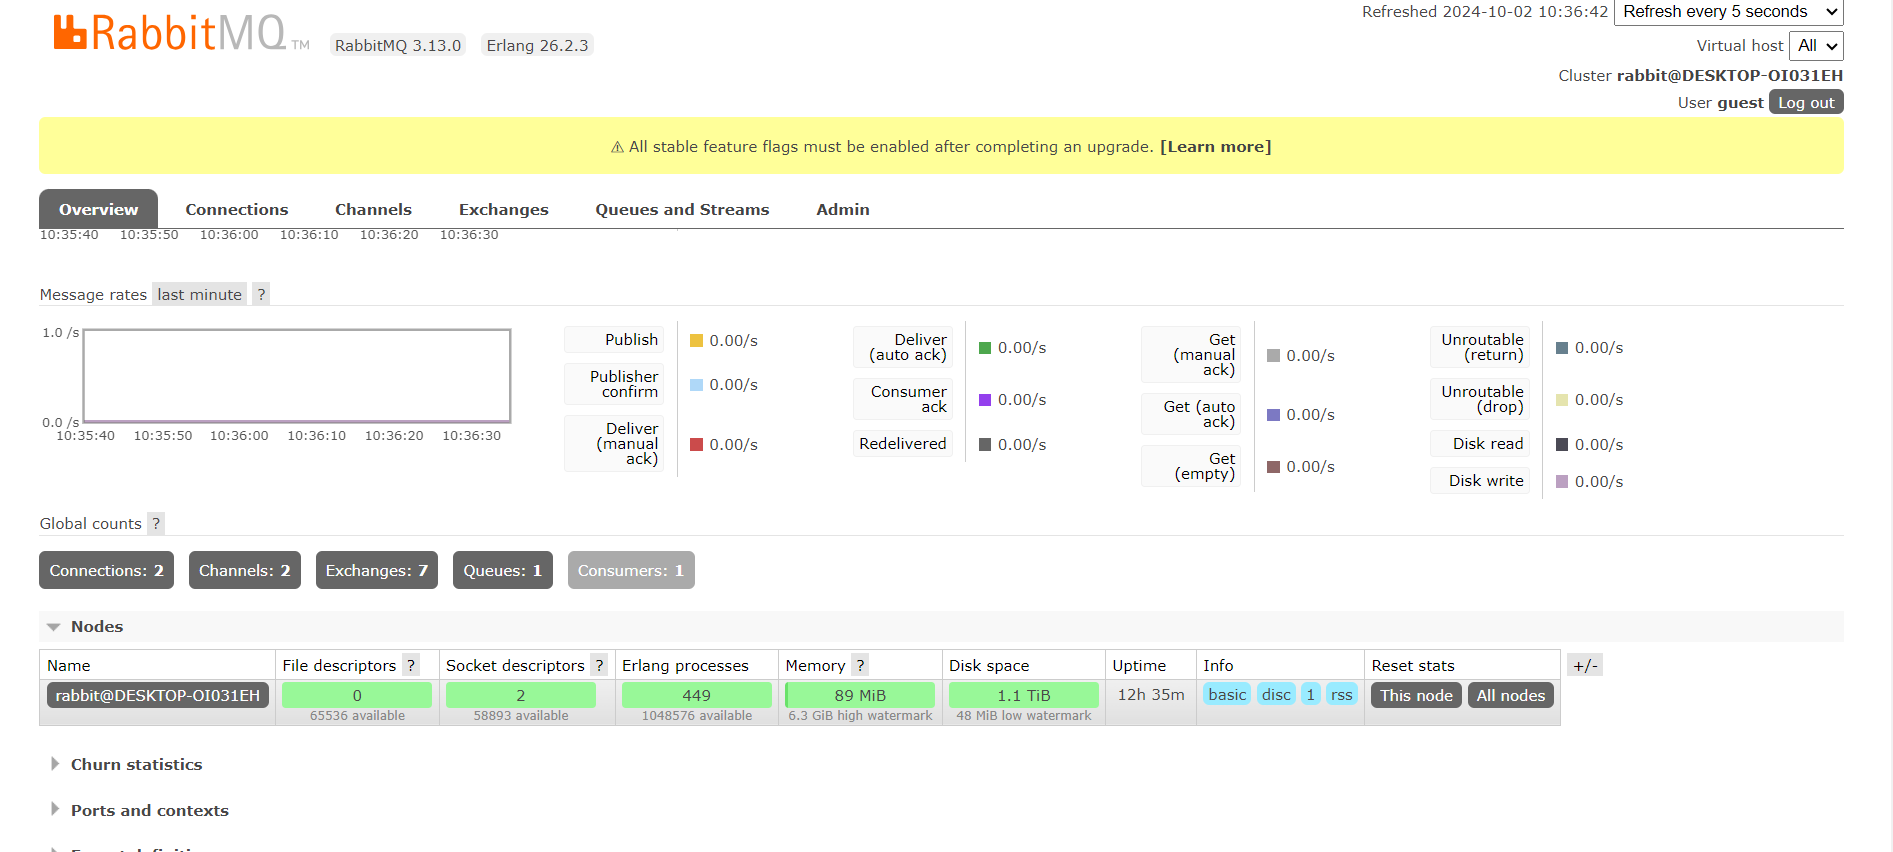 Refreshed 2024-10-02 10:36:42 Refresh every 5 seconds
RabbitMQ TM RabbitMQ 3.13.0 Erlang 26.2.3
Virtual host All
Cluster rabbit@DESKTOP-OI031EH
User guest Log out
⚠ All stable feature flags must be enabled after completing an upgrade. [Learn more]
Overview Connections Channels Exchanges Queues and Streams Admin
10:35:40 10:35:50 10:36:00 10:36:10 10:36:20 10:36:30
Message rates last minute ?
1.0 /s
0.0 /s
10:35:40 10:35:50 10:36:00 10:36:10 10:36:20 10:36:30
Publish 0.00/s
Publisher
confirm 0.00/s
Deliver
(manual
ack) 0.00/s
Deliver
(auto ack) 0.00/s
Consumer
ack 0.00/s
Redelivered 0.00/s
Get
(manual
ack) 0.00/s
Get (auto
ack) 0.00/s
Get
(empty) 0.00/s
Unroutable
(return) 0.00/s
Unroutable
(drop) 0.00/s
Disk read 0.00/s
Disk write 0.00/s
Global counts ?
Connections: 2 Channels: 2 Exchanges: 7 Queues: 1 Consumers: 1
Nodes
Name File descriptors ? Socket descriptors ? Erlang processes Memory ? Disk space Uptime Info Reset stats +/-
rabbit@DESKTOP-OI031EH 0 2 449 89 MiB 1.1 TiB 12h 35m basic disc 1 rss This node All nodes
65536 available 58893 available 1048576 available 6.3 GiB high watermark 48 MiB low watermark
Churn statistics
Ports and contexts